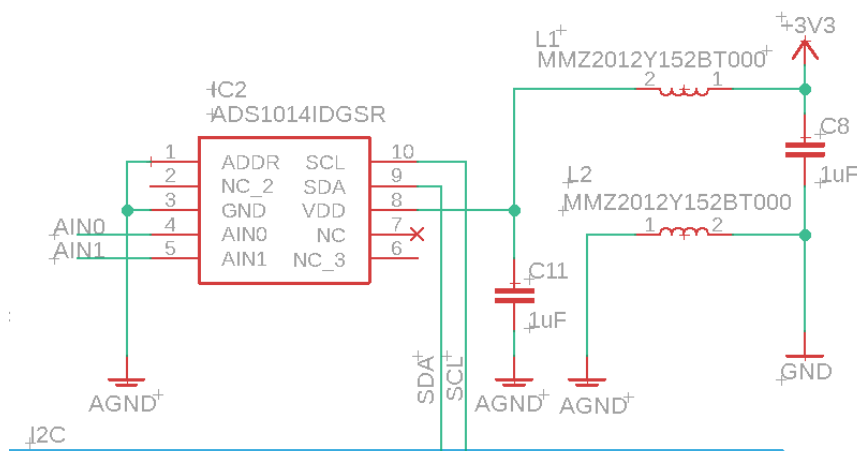 +3V3
L1
MMZ2012Y152BT000
2 1
IC2
ADS1014IDGSR
C8
1uF
1 ADDR SCL 10
2 NC_2 SDA 9
3 GND VDD 8
4 AIN0 NC 7
5 AIN1 NC_3 6
AIN0
AIN1
L2
MMZ2012Y152BT000
1 2
C11
1uF
SDA
SCL
GND
AGND
AGND
AGND
I2C